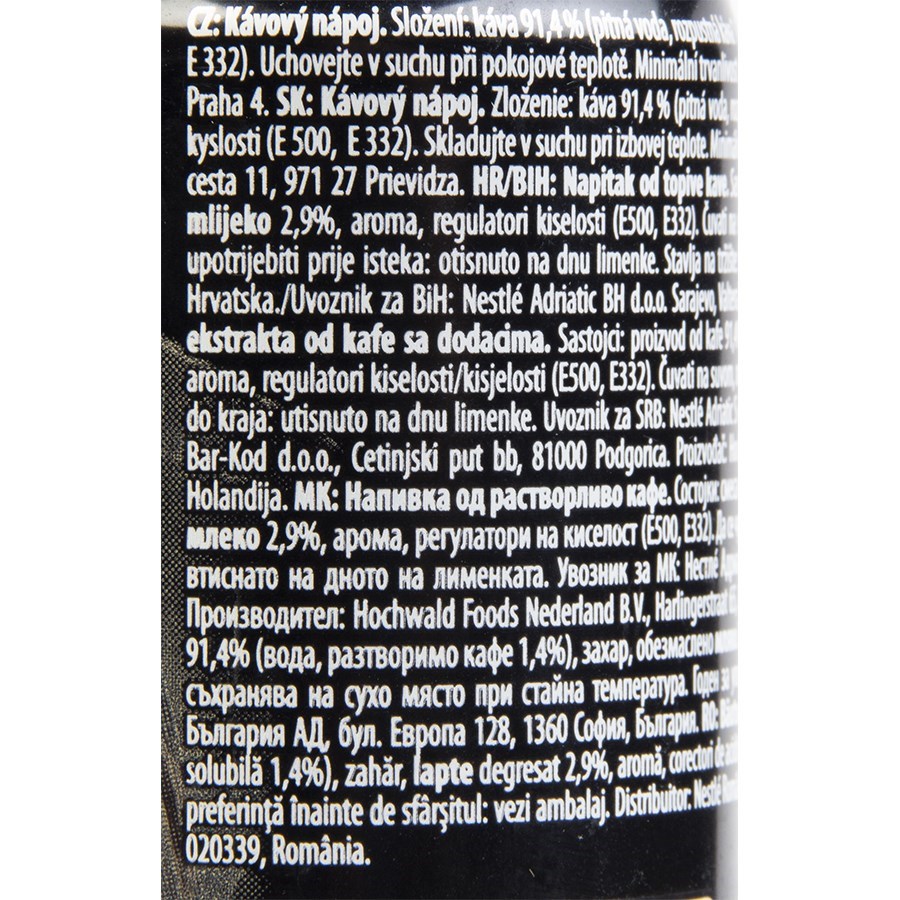 CZ: Kávový nápoj. Složení: káva 91,4 % (pitná voda, rozpustná
E 332). Uchovejte v suchu při pokojové teplotě. Minimální
Praha 4. SK: Kávový nápoj. Zloženie: káva 91,4 % (pitná voda,
kyslosti (E 500, E 332). Skladujte v suchu pri izbovej teplote.
cesta 11, 971 27 Prievidza. HR/BIH: Napitak od topive kave.
mlijeko 2,9%, aroma, regulatori kiselosti (E500, E332). Čuvati na
upotrijebiti prije isteka: otisnuto na dnu limenke. Stavlja na
Hrvatska./Uvoznik za BiH: Nestlé Adriatic BH d.o.o. Sarajevo,
ekstrakta od kafe sa dodacima. Sastojci: proizvod od kafe
aroma, regulatori kiselosti/kisjelosti (E500, E332). Čuvati na suvom,
do kraja: utisnuto na dnu limenke. Uvoznik za SRB: Nestlé Adriatic
Bar-Kod d.o.o., Cetinjski put bb, 81000 Podgorica. Proizvođač:
Holandija. MK: Напивка од растворливо кафе. Состојки:
млеко 2,9%, арома, регулатори на киселост (E500, E332). Да се
втиснато на дното на лименката. Увозник за МК: Нестле
Производител: Hochwald Foods Nederland B.V., Harlingerstraat
91,4% (вода, разтворимо кафе 1,4%), захар, обезмаслено
съхранява на сухо място при стайна температура. Годен за
България АД, бул. Европа 128, 1360 София, България. RO:
solubilă 1,4%), zahăr, lapte degresat 2,9%, aromă, corectori de
preferinţă înainte de sfârşitul: vezi ambalaj. Distribuitor: Nestlé
020339, România.